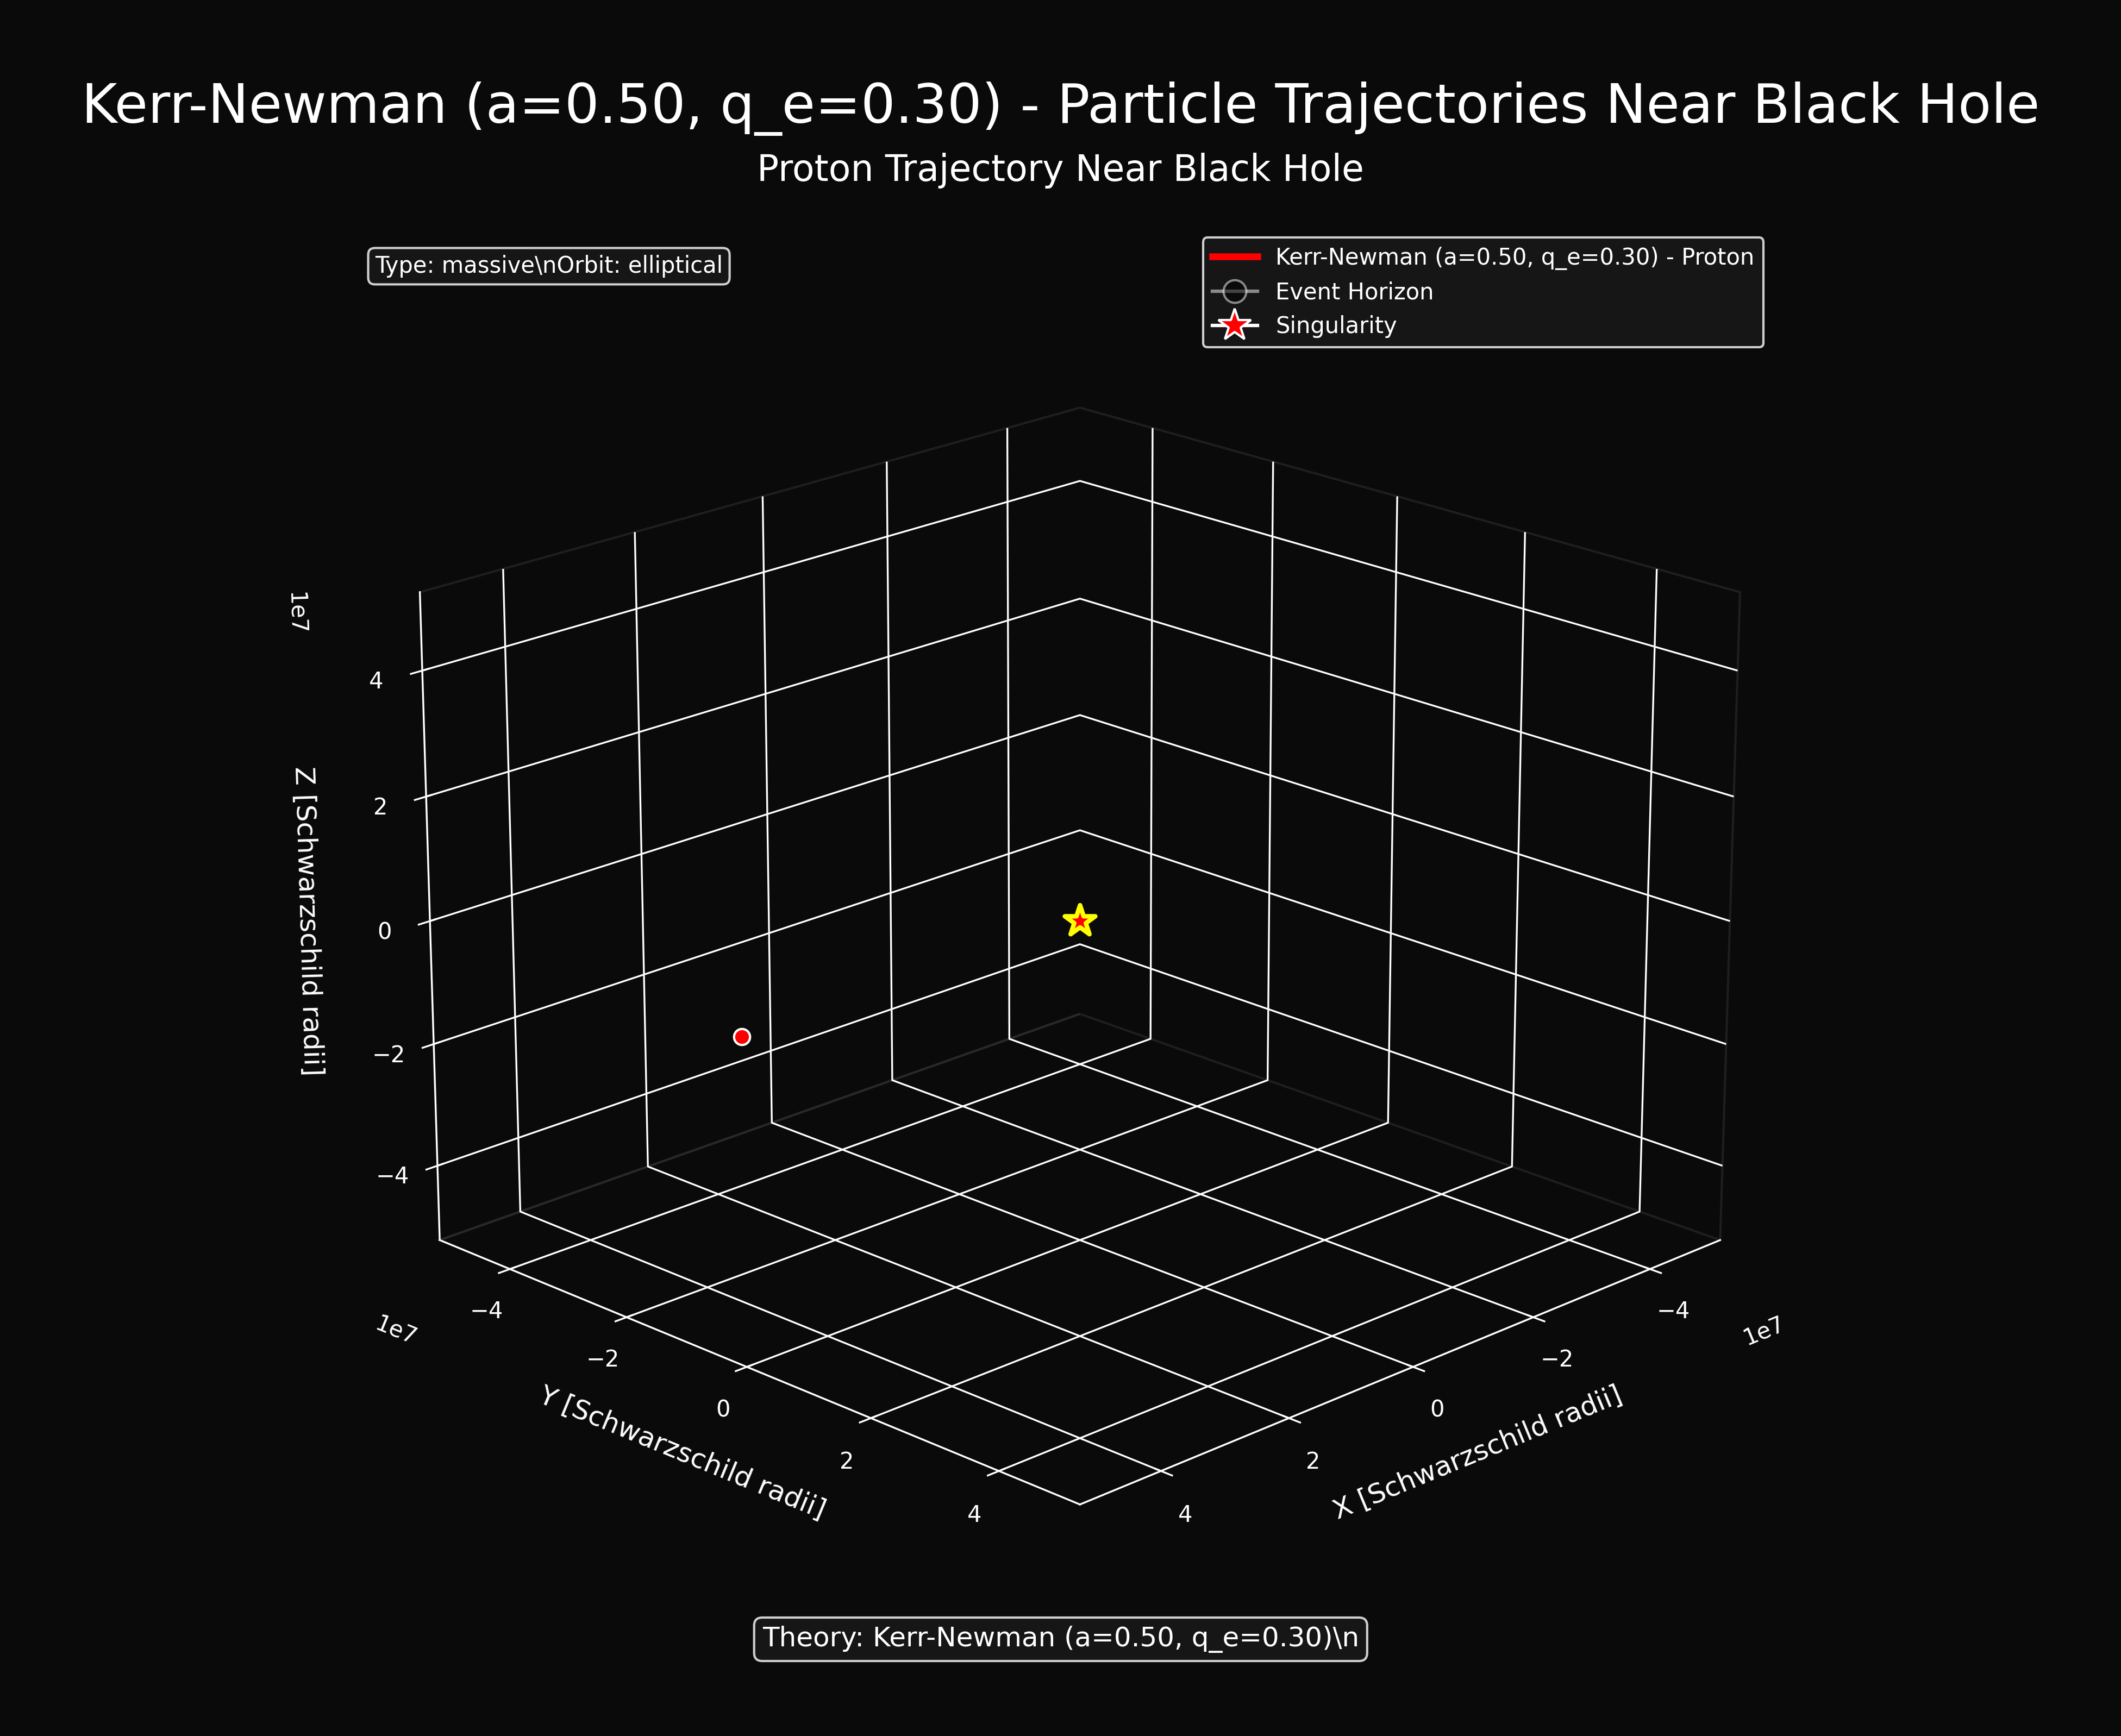 Kerr-Newman (a=0.50, q_e=0.30) - Particle Trajectories Near Black Hole
Proton Trajectory Near Black Hole
Type: massive\nOrbit: elliptical
Kerr-Newman (a=0.50, q_e=0.30) - Proton
Event Horizon
Singularity
1e7
4
2
0
−2
−4
Z [Schwarzschild radii]
1e7
−4
−2
0
2
4
Y [Schwarzschild radii]
4
2
0
−2
−4
1e7
X [Schwarzschild radii]
Theory: Kerr-Newman (a=0.50, q_e=0.30)\n